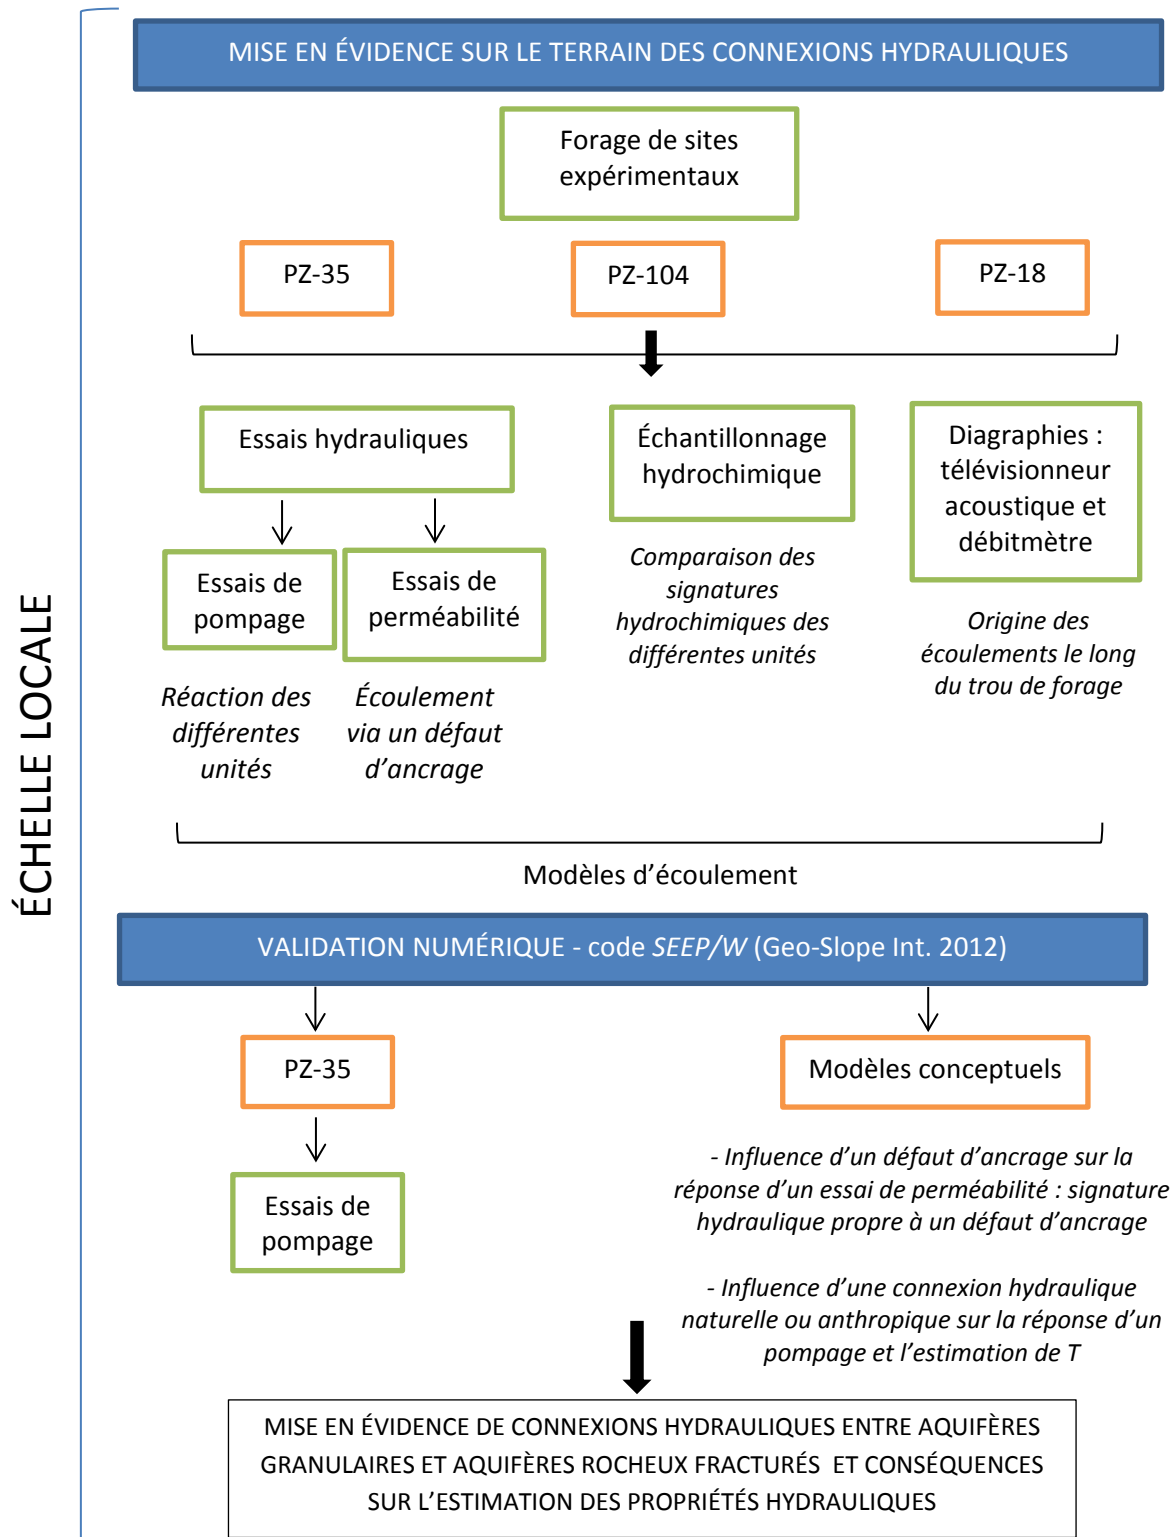 ÉCHELLE LOCALE
MISE EN ÉVIDENCE SUR LE TERRAIN DES CONNEXIONS HYDRAULIQUES
Forage de sites
expérimentaux
PZ-35
PZ-104
PZ-18
Essais hydrauliques
Essais de
pompage
Réaction des
différentes
unités
Essais de
perméabilité
Écoulement
via un défaut
d’ancrage
Échantillonnage
hydrochimique
Comparaison des
signatures
hydrochimiques des
différentes unités
Diagraphies :
télévisionneur
acoustique et
débitmètre
Origine des
écoulements le long
du trou de forage
Modèles d’écoulement
VALIDATION NUMÉRIQUE - code SEEP/W (Geo-Slope Int. 2012)
PZ-35
Essais de
pompage
Modèles conceptuels
- Influence d’un défaut d’ancrage sur la
réponse d’un essai de perméabilité : signature
hydraulique propre à un défaut d’ancrage
- Influence d’une connexion hydraulique
naturelle ou anthropique sur la réponse d’un
pompage et l’estimation de T
MISE EN ÉVIDENCE DE CONNEXIONS HYDRAULIQUES ENTRE AQUIFÈRES
GRANULAIRES ET AQUIFÈRES ROCHEUX FRACTURÉS ET CONSÉQUENCES
SUR L’ESTIMATION DES PROPRIÉTÉS HYDRAULIQUES